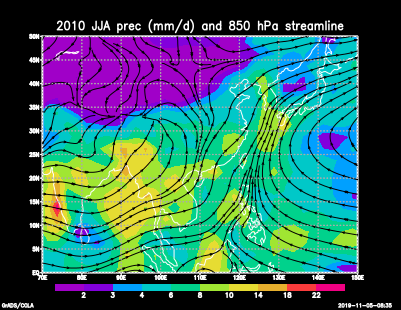 2010 JJA prec (mm/d) and 850 hPa streamline
50N
45N
40N
35N
30N
25N
20N
15N
10N
5N
EQ
70E 80E 90E 100E 110E 120E 130E 140E 150E
2 3 4 6 8 10 14 18 22
GrADS/COLA 2019-11-05-08:35